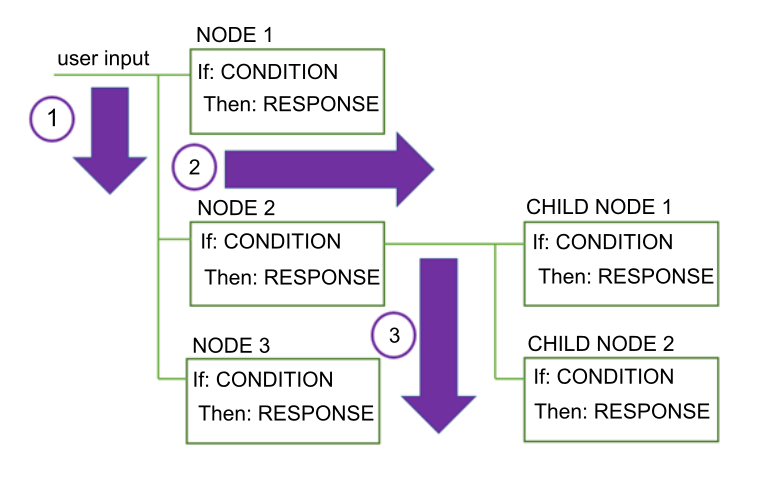 NODE 1
user input
If: CONDITION
Then: RESPONSE
1
2
NODE 2
If: CONDITION
Then: RESPONSE
CHILD NODE 1
If: CONDITION
Then: RESPONSE
3
NODE 3
If: CONDITION
Then: RESPONSE
CHILD NODE 2
If: CONDITION
Then: RESPONSE